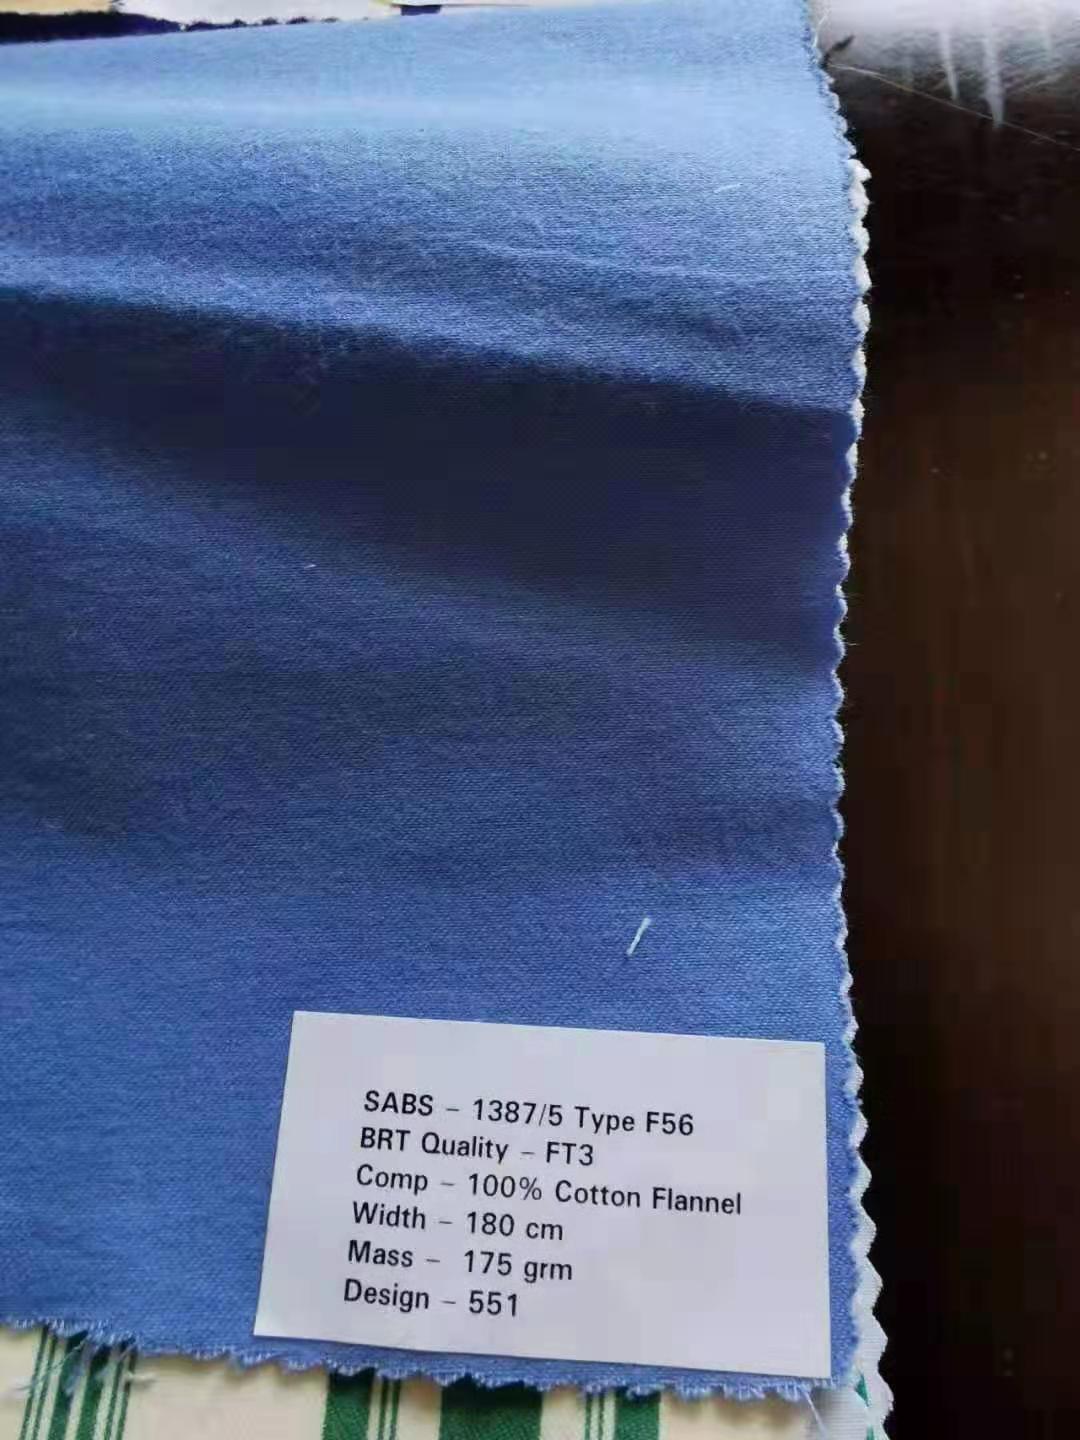 SABS - 1387/5 Type F56
BRT Quality - FT3
Comp - 100% Cotton Flannel
Width - 180 cm
Mass - 175 grm
Design - 551